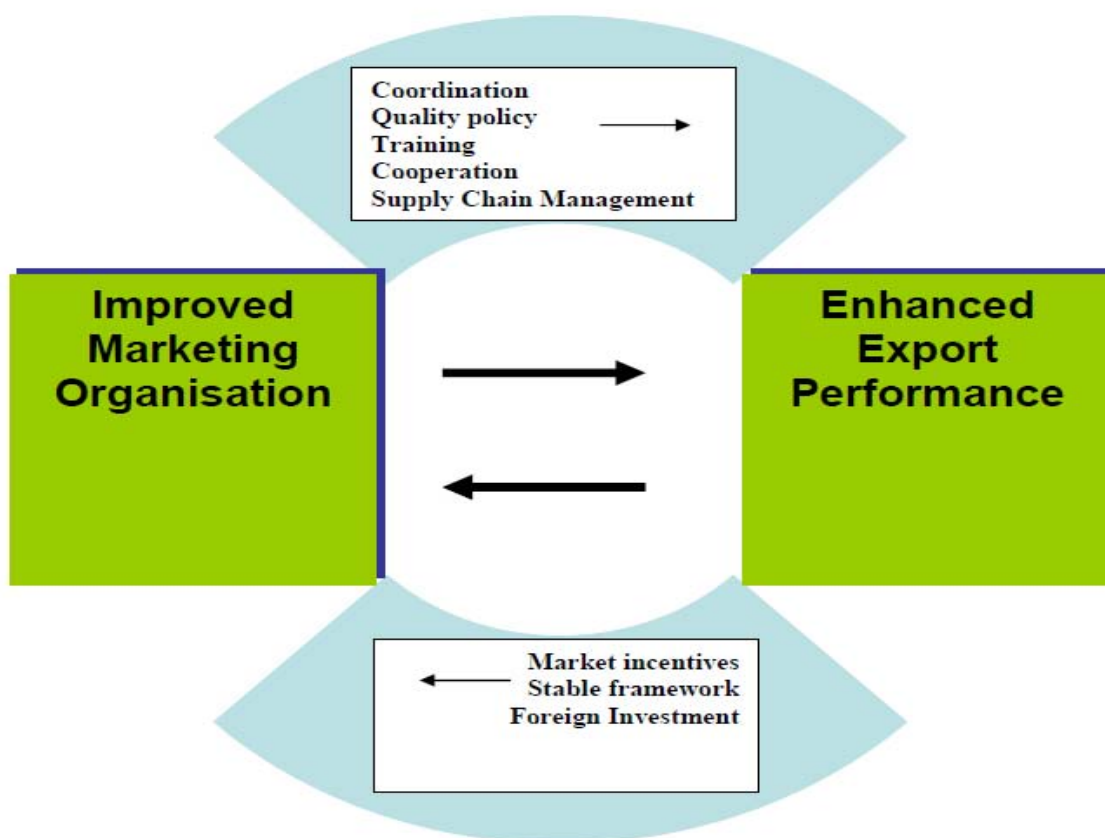 Coordination
Quality policy
Training
Cooperation
Supply Chain Management
Improved
Marketing
Organisation
Enhanced
Export
Performance
Market incentives
Stable framework
Foreign Investment